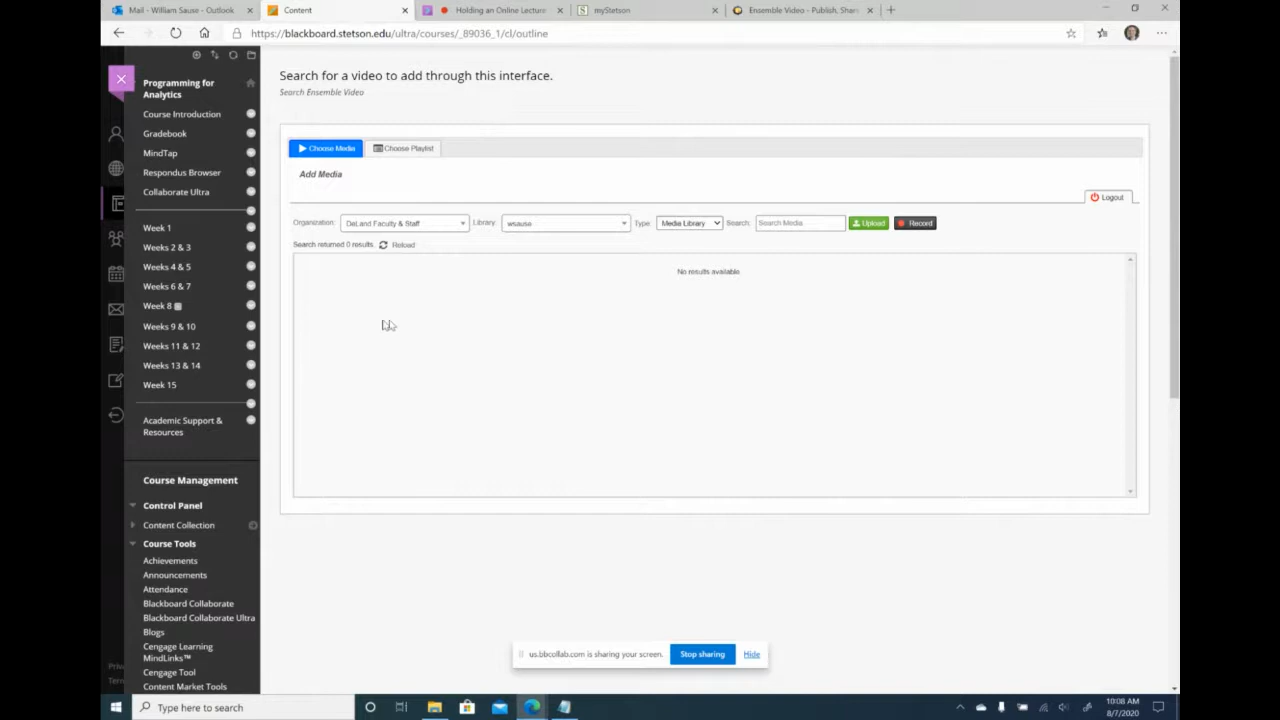 Mail - William Sause - Outlook
Content
Holding an Online Lecture
myStetson
Ensemble Video - Publish, Shari
https://blackboard.stetson.edu/ultra/courses/_89036_1/cl/outline
Programming for
Analytics
Course Introduction
Gradebook
MindTap
Respondus Browser
Collaborate Ultra
Week 1
Weeks 2 & 3
Weeks 4 & 5
Weeks 6 & 7
Week 8
Weeks 9 & 10
Weeks 11 & 12
Weeks 13 & 14
Week 15
Academic Support &
Resources
Course Management
Control Panel
Content Collection
Course Tools
Achievements
Announcements
Attendance
Blackboard Collaborate
Blackboard Collaborate Ultra
Blogs
Cengage Learning
MindLinks™
Cengage Tool
Content Market Tools
Priv
Term
Search for a video to add through this interface.
Search Ensemble Video
Choose Media
Choose Playlist
Add Media
Logout
Organization: DeLand Faculty & Staff Library: wsause Type: Media Library Search: Search Media Upload Record
Search returned 0 results. Reload
No results available.
us.bbcollab.com is sharing your screen. Stop sharing Hide
Type here to search
10:08 AM
8/7/2020